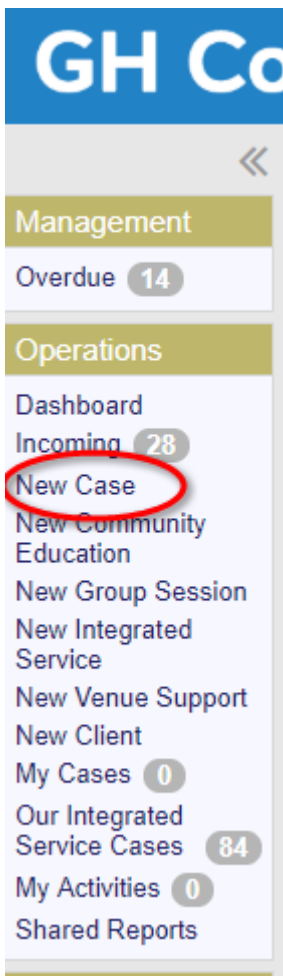 GH Co
Management
Overdue 14
Operations
Dashboard
Incoming 28
New Case
New Community
Education
New Group Session
New Integrated
Service
New Venue Support
New Client
My Cases 0
Our Integrated
Service Cases 84
My Activities 0
Shared Reports